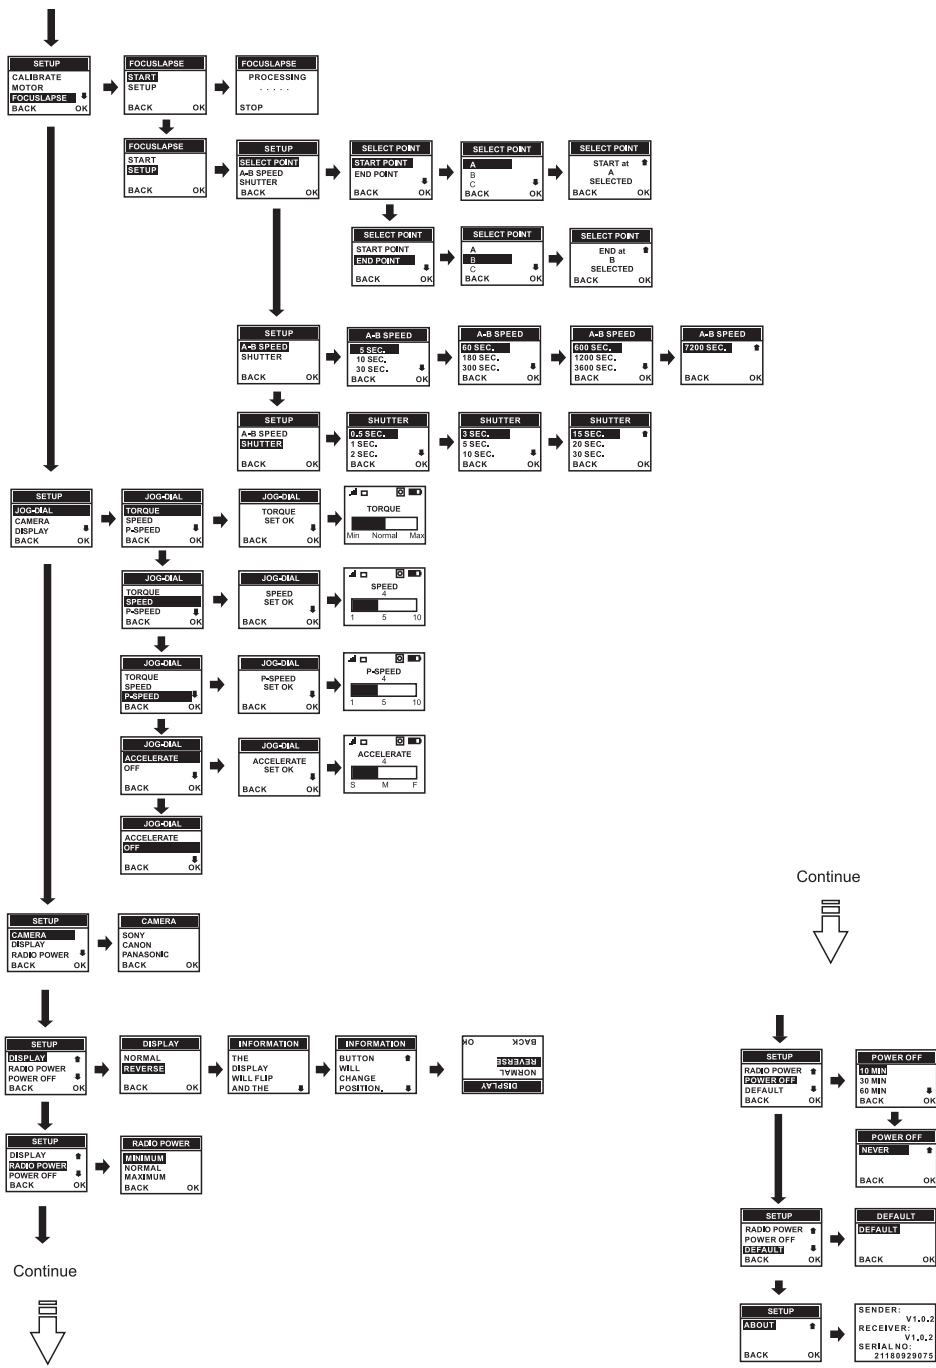 SETUP
CALIBRATE
MOTOR
FOCUSLAPSE
BACK OK
FOCUSLAPSE
START
SETUP
BACK OK
FOCUSLAPSE
PROCESSING
. . . . .
STOP
FOCUSLAPSE
START
SETUP
BACK OK
SETUP
SELECT POINT
A-B SPEED
SHUTTER
BACK OK
SELECT POINT
START POINT
END POINT
BACK OK
SELECT POINT
A
B
C
BACK OK
SELECT POINT
START at
A
SELECTED
BACK OK
SELECT POINT
START POINT
END POINT
BACK OK
SELECT POINT
A
B
C
BACK OK
SELECT POINT
END at
B
SELECTED
BACK OK
SETUP
A-B SPEED
SHUTTER
BACK OK
A-B SPEED
5 SEC.
10 SEC.
30 SEC.
BACK OK
A-B SPEED
60 SEC.
180 SEC.
300 SEC.
BACK OK
A-B SPEED
600 SEC.
1200 SEC.
3600 SEC.
BACK OK
A-B SPEED
7200 SEC.
BACK OK
SETUP
A-B SPEED
SHUTTER
BACK OK
SHUTTER
0.5 SEC.
1 SEC.
2 SEC.
BACK OK
SHUTTER
3 SEC.
5 SEC.
10 SEC.
BACK OK
SHUTTER
15 SEC.
20 SEC.
30 SEC.
BACK OK
SETUP
JOG-DIAL
CAMERA
DISPLAY
BACK OK
JOG-DIAL
TORQUE
SPEED
P-SPEED
BACK OK
JOG-DIAL
TORQUE
SET OK
BACK OK
TORQUE
Min Normal Max
JOG-DIAL
TORQUE
SPEED
P-SPEED
BACK OK
JOG-DIAL
SPEED
SET OK
BACK OK
SPEED
4
1 5 10
JOG-DIAL
TORQUE
SPEED
P-SPEED
BACK OK
JOG-DIAL
P-SPEED
SET OK
BACK OK
P-SPEED
4
1 5 10
JOG-DIAL
ACCELERATE
OFF
BACK OK
JOG-DIAL
ACCELERATE
SET OK
BACK OK
ACCELERATE
4
S M F
JOG-DIAL
ACCELERATE
OFF
BACK OK
SETUP
CAMERA
DISPLAY
RADIO POWER
BACK OK
CAMERA
SONY
CANON
PANASONIC
BACK OK
SETUP
DISPLAY
RADIO POWER
POWER OFF
BACK OK
DISPLAY
NORMAL
REVERSE
BACK OK
INFORMATION
THE
DISPLAY
WILL FLIP
AND THE
INFORMATION
BUTTON
WILL
CHANGE
POSITION.
DISPLAY
NORMAL
REVERSE
BACK OK
SETUP
DISPLAY
RADIO POWER
POWER OFF
BACK OK
RADIO POWER
MINIMUM
NORMAL
MAXIMUM
BACK OK
Continue
Continue
SETUP
RADIO POWER
POWER OFF
DEFAULT
BACK OK
POWER OFF
10 MIN
30 MIN
60 MIN
BACK OK
POWER OFF
NEVER
BACK OK
SETUP
RADIO POWER
POWER OFF
DEFAULT
BACK OK
DEFAULT
DEFAULT
BACK OK
SETUP
ABOUT
BACK OK
SENDER:
V1.0.2
RECEIVER:
V1.0.2
SERIALNO:
21180929075